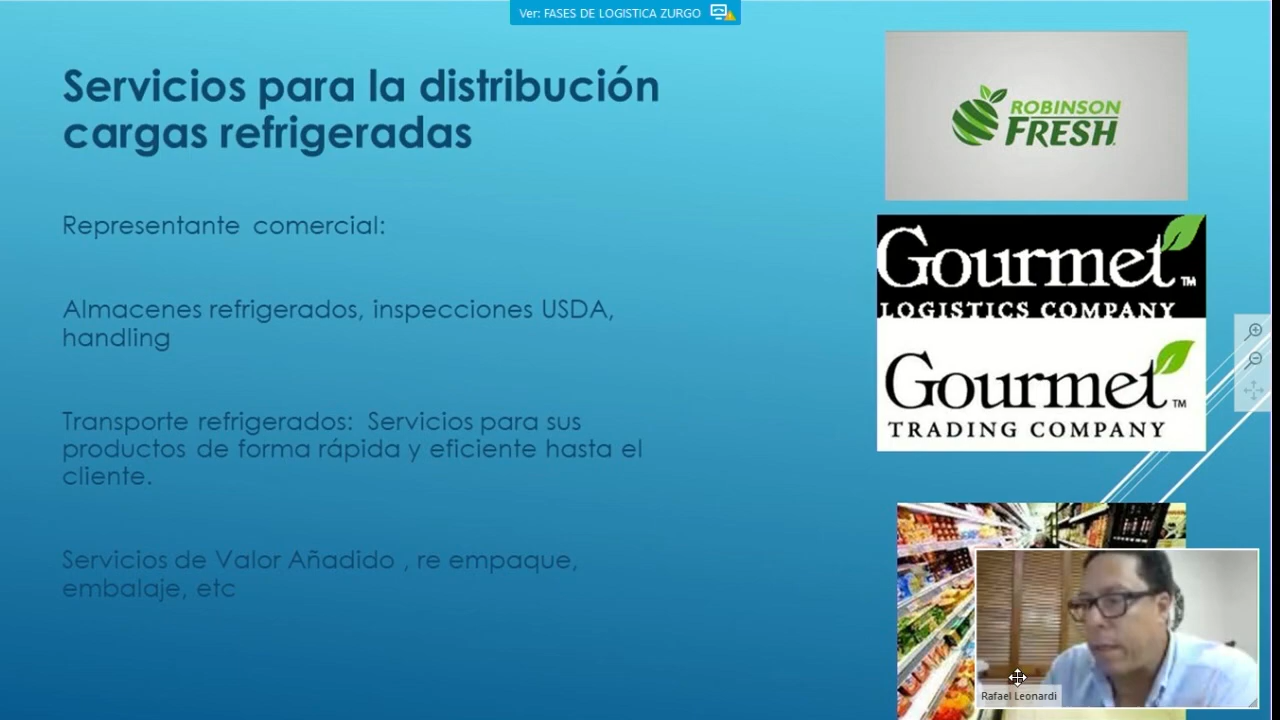 Ver: FASES DE LOGISTICA ZURGO
Servicios para la distribución
cargas refrigeradas
Representante comercial:
Almacenes refrigerados, inspecciones USDA,
handling
Transporte refrigerados: Servicios para sus
productos de forma rápida y eficiente hasta el
cliente.
Servicios de Valor Añadido , re empaque,
embalaje, etc
ROBINSON
FRESH
Gourmet™
LOGISTICS COMPANY
Gourmet™
TRADING COMPANY
Rafael Leonardi